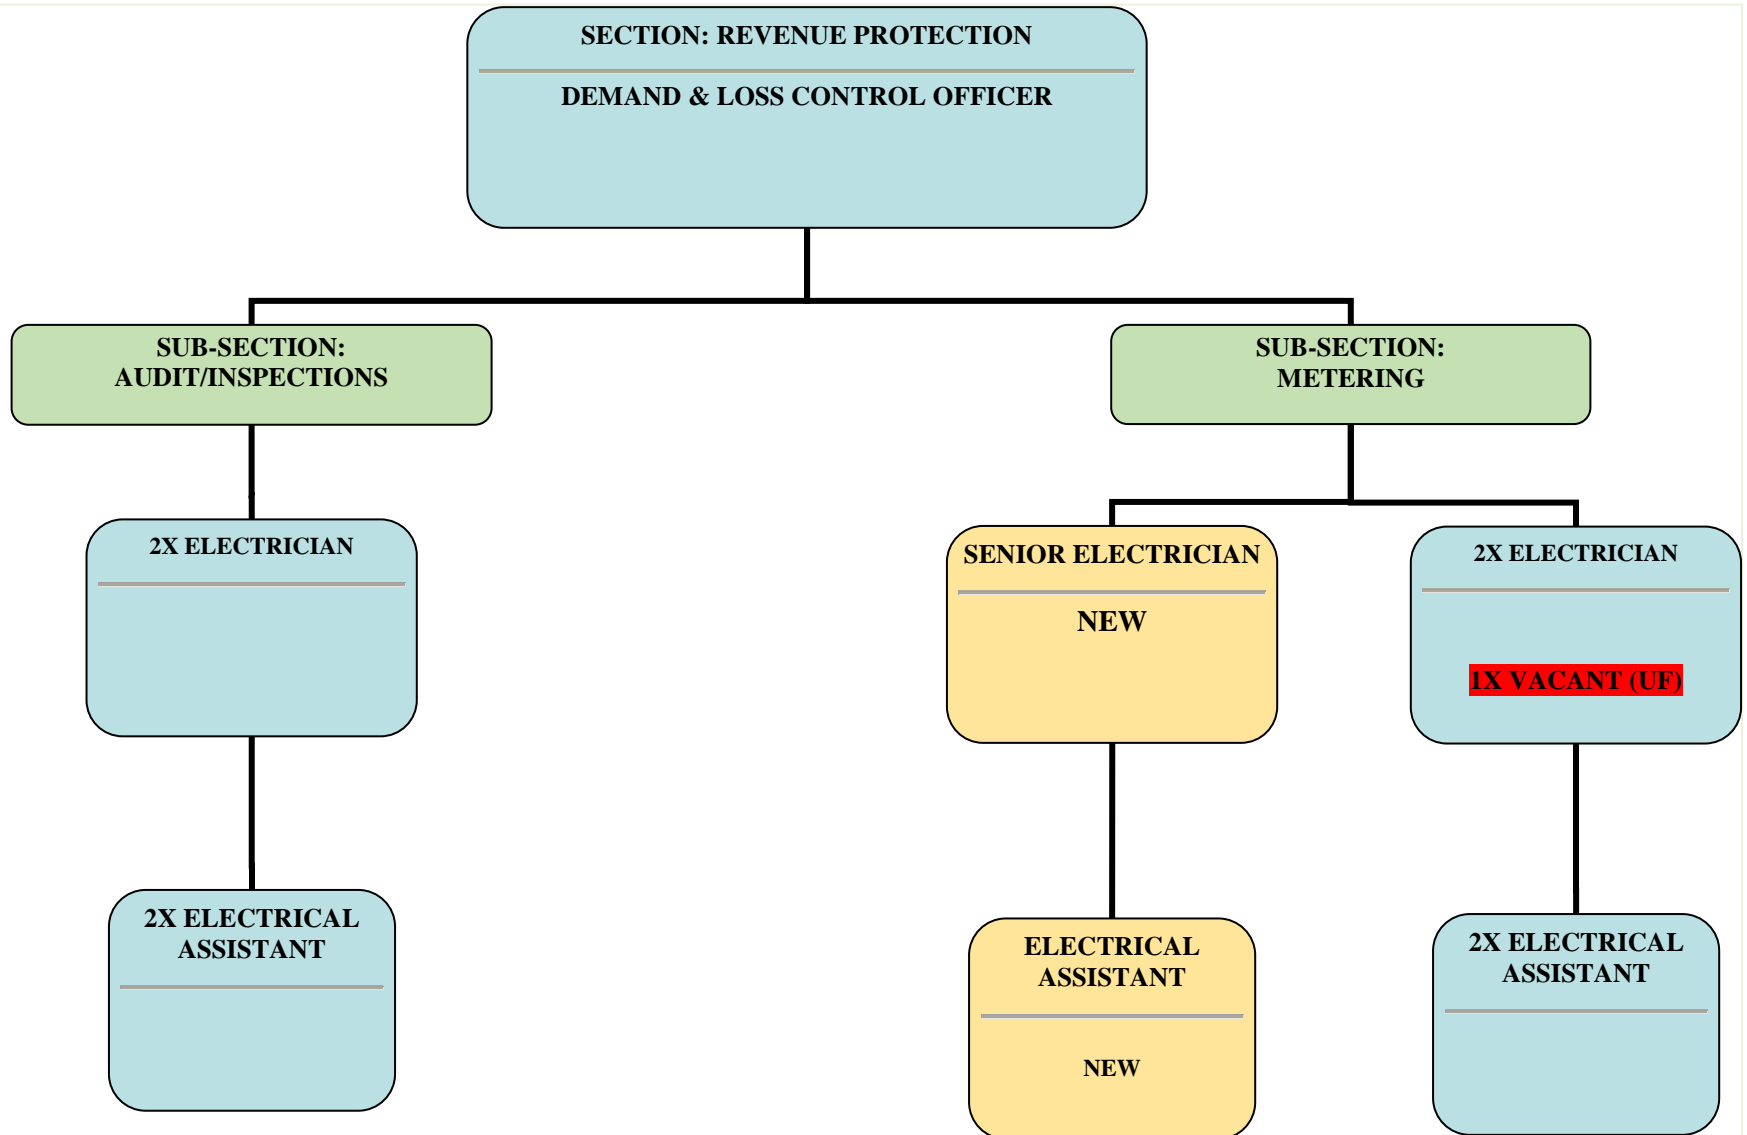 SECTION: REVENUE PROTECTION
DEMAND & LOSS CONTROL OFFICER
SUB-SECTION:
AUDIT/INSPECTIONS
SUB-SECTION:
METERING
2X ELECTRICIAN
SENIOR ELECTRICIAN
NEW
2X ELECTRICIAN
1X VACANT (UF)
2X ELECTRICAL
ASSISTANT
ELECTRICAL
ASSISTANT
NEW
2X ELECTRICAL
ASSISTANT